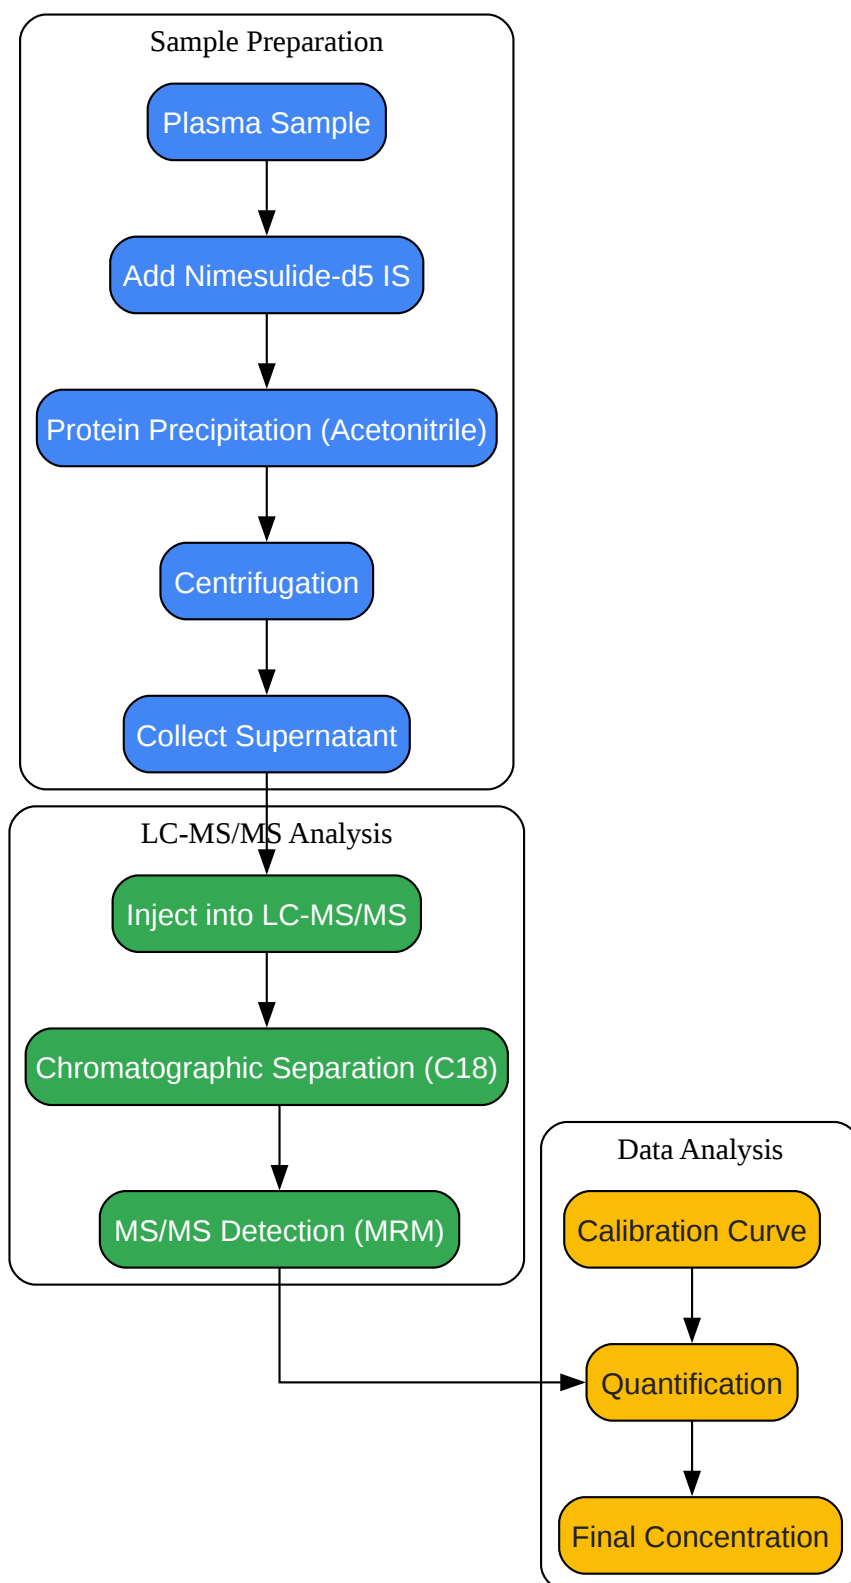 Sample Preparation
Plasma Sample
Add Nimesulide-d5 IS
Protein Precipitation (Acetonitrile)
Centrifugation
Collect Supernatant
LC-MS/MS Analysis
Inject into LC-MS/MS
Chromatographic Separation (C18)
MS/MS Detection (MRM)
Data Analysis
Calibration Curve
Quantification
Final Concentration